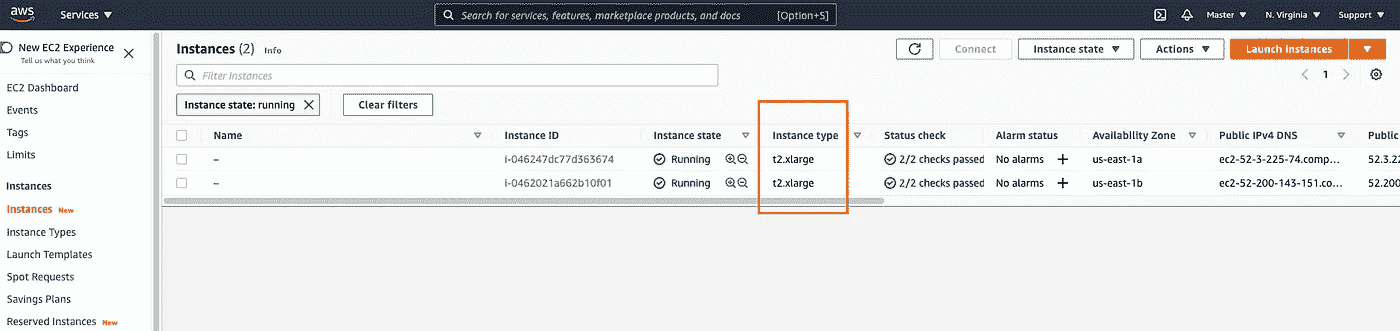 aws Services Search for services, features, marketplace products, and docs [Option+S] Master N. Virginia Support
New EC2 Experience
Tell us what you think
EC2 Dashboard
Events
Tags
Limits
Instances
Instances New
Instance Types
Launch Templates
Spot Requests
Savings Plans
Reserved Instances New
Instances (2) Info Connect Instance state Actions Launch instances
Filter instances 1
Instance state: running Clear filters
Name Instance ID Instance state Instance type Status check Alarm status Availability Zone Public IPv4 DNS Public
– i-046247dc77d363674 Running t2.xlarge 2/2 checks passed No alarms + us-east-1a ec2-52-3-225-74.comp... 52.3.22
– i-0462021a662b10f01 Running t2.xlarge 2/2 checks passed No alarms + us-east-1b ec2-52-200-143-151.co... 52.200